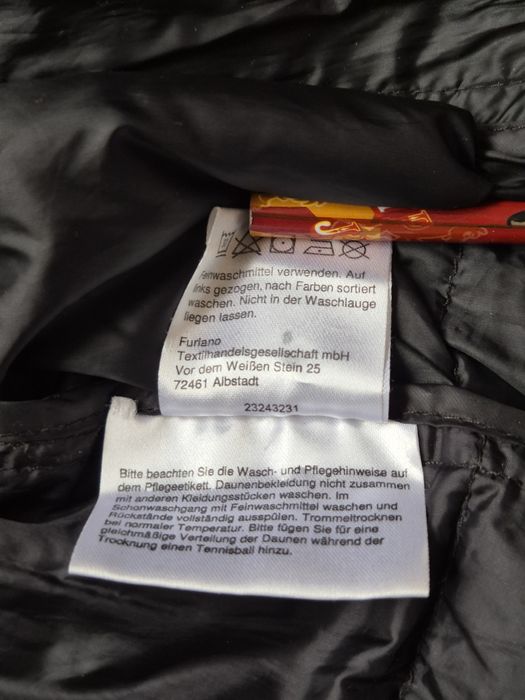 Feinwaschmittel verwenden. Auf
links gezogen, nach Farben sortiert
waschen. Nicht in der Waschlauge
liegen lassen.
Furlano
Textilhandelsgesellschaft mbH
Vor dem Weißen Stein 25
72461 Albstadt
23243231
Bitte beachten Sie die Wasch- und Pflegehinweise auf
dem Pflegeetikett. Daunenbekleidung nicht zusammen
mit anderen Kleidungsstücken waschen. Im
Schonwaschgang mit Feinwaschmittel waschen und
Rückstände vollständig ausspülen. Trommeltrocknen
bei normaler Temperatur. Bitte fügen Sie für eine
gleichmäßige Verteilung der Daunen während der
Trocknung einen Tennisball hinzu.